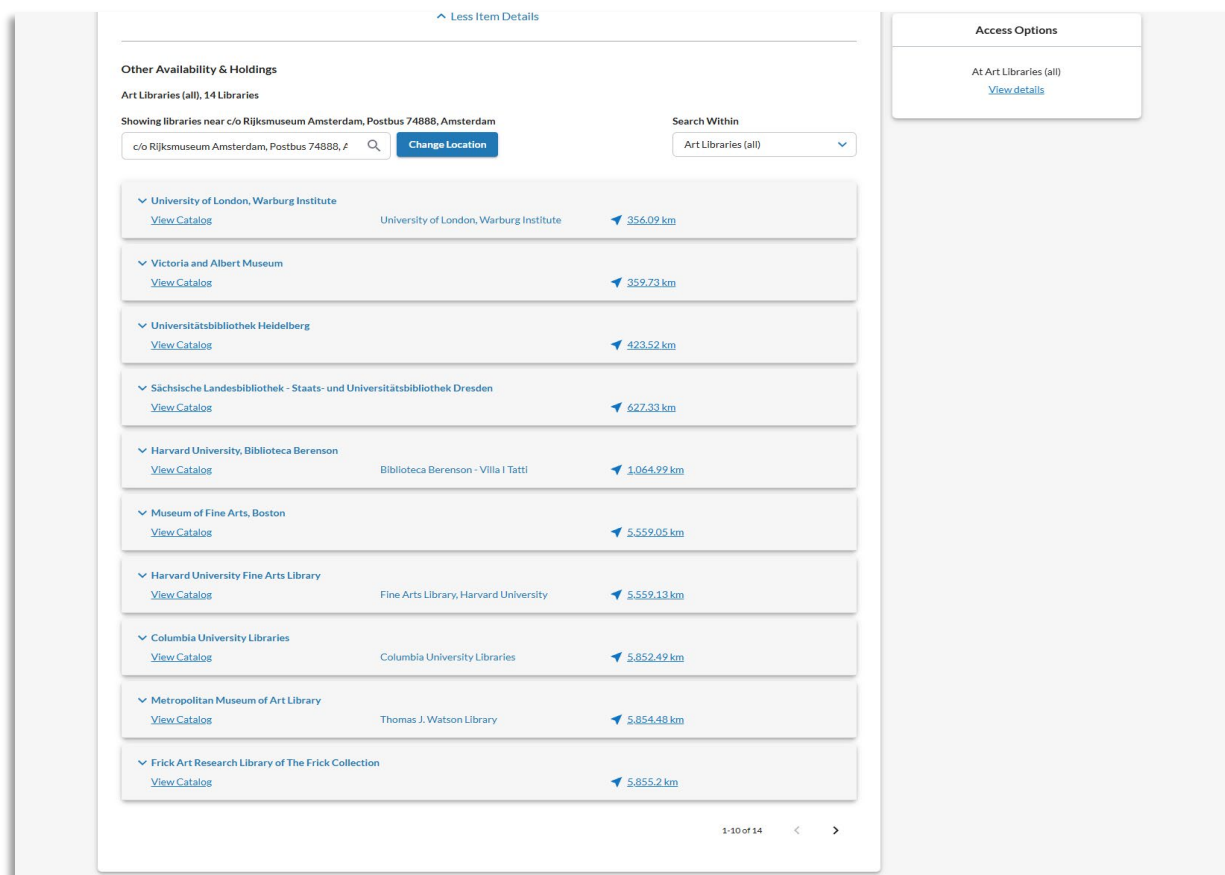 Less Item Details
Access Options
At Art Libraries (all)
View details
Other Availability & Holdings
Art Libraries (all), 14 Libraries
Showing libraries near c/o Rijksmuseum Amsterdam, Postbus 74888, Amsterdam
Search Within
c/o Rijksmuseum Amsterdam, Postbus 74888, A
Change Location
Art Libraries (all)
University of London, Warburg Institute
View Catalog University of London, Warburg Institute 356.09 km
Victoria and Albert Museum
View Catalog 359.73 km
Universitätsbibliothek Heidelberg
View Catalog 423.52 km
Sächsische Landesbibliothek - Staats- und Universitätsbibliothek Dresden
View Catalog 627.33 km
Harvard University, Biblioteca Berenson
View Catalog Biblioteca Berenson - Villa I Tatti 1,064.99 km
Museum of Fine Arts, Boston
View Catalog 5,559.05 km
Harvard University Fine Arts Library
View Catalog Fine Arts Library, Harvard University 5,559.13 km
Columbia University Libraries
View Catalog Columbia University Libraries 5,852.49 km
Metropolitan Museum of Art Library
View Catalog Thomas J. Watson Library 5,854.48 km
Frick Art Research Library of The Frick Collection
View Catalog 5,855.2 km
1-10 of 14